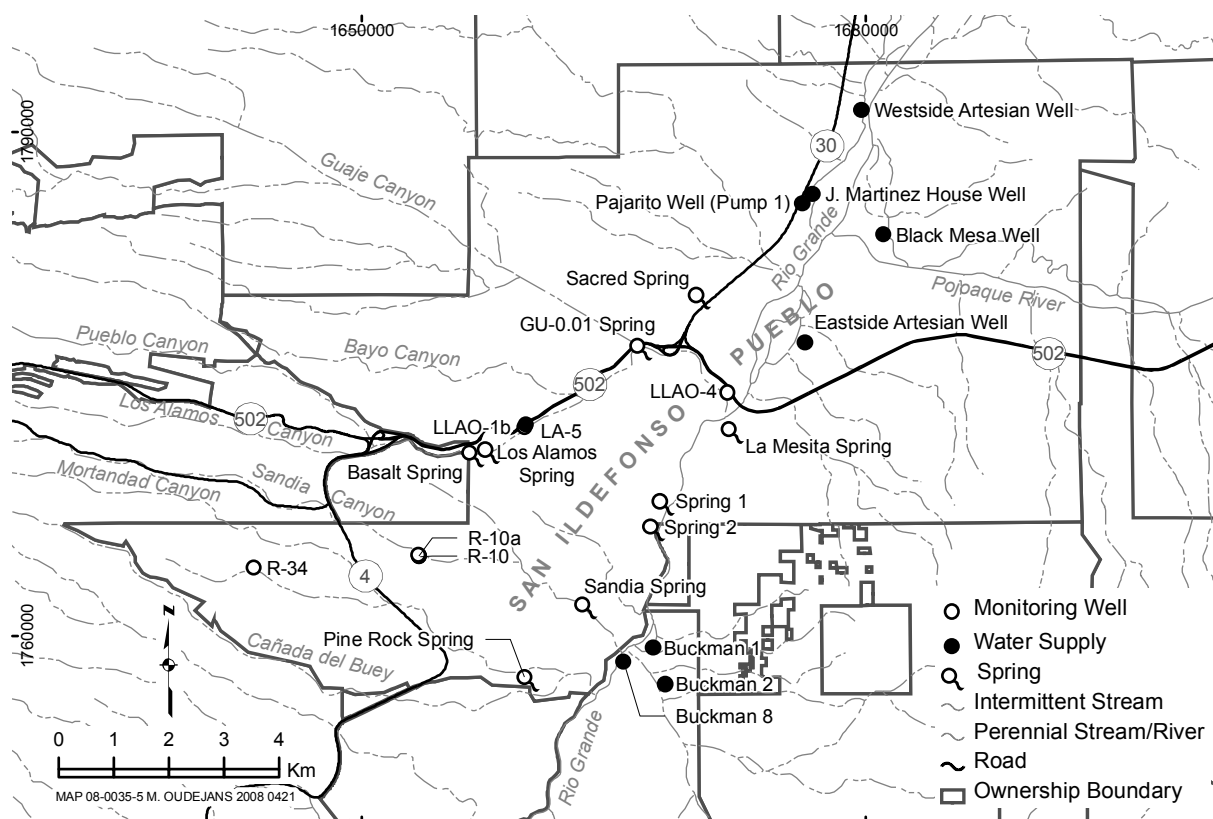 1650000
1680000
1790000
1760000
Westside Artesian Well
30
Guaje Canyon
J. Martinez House Well
Pajarito Well (Pump 1)
Rio Grande
Black Mesa Well
Sacred Spring
Pojoaque River
GU-0.01 Spring
Eastside Artesian Well
Pueblo Canyon
Bayo Canyon
502
502
LLAO-4
Los Alamos Canyon
502
LLAO-1b
LA-5
La Mesita Spring
Basalt Spring
Los Alamos
Spring
Mortandad Canyon
Sandia Canyon
SAN ILDEFONSO PUEBLO
Spring 1
Spring 2
R-10a
R-10
R-34
4
Sandia Spring
Pine Rock Spring
Cañada del Buey
Buckman 1
Buckman 2
Buckman 8
Rio Grande
N
0 1 2 3 4
Km
MAP 08-0035-5 M. OUDEJANS 2008 0421
Monitoring Well
Water Supply
Spring
Intermittent Stream
Perennial Stream/River
Road
Ownership Boundary